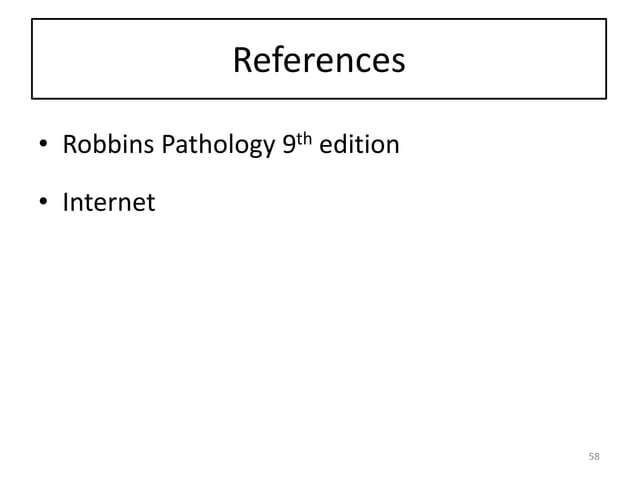 References
• Robbins Pathology 9th edition
• Internet
58